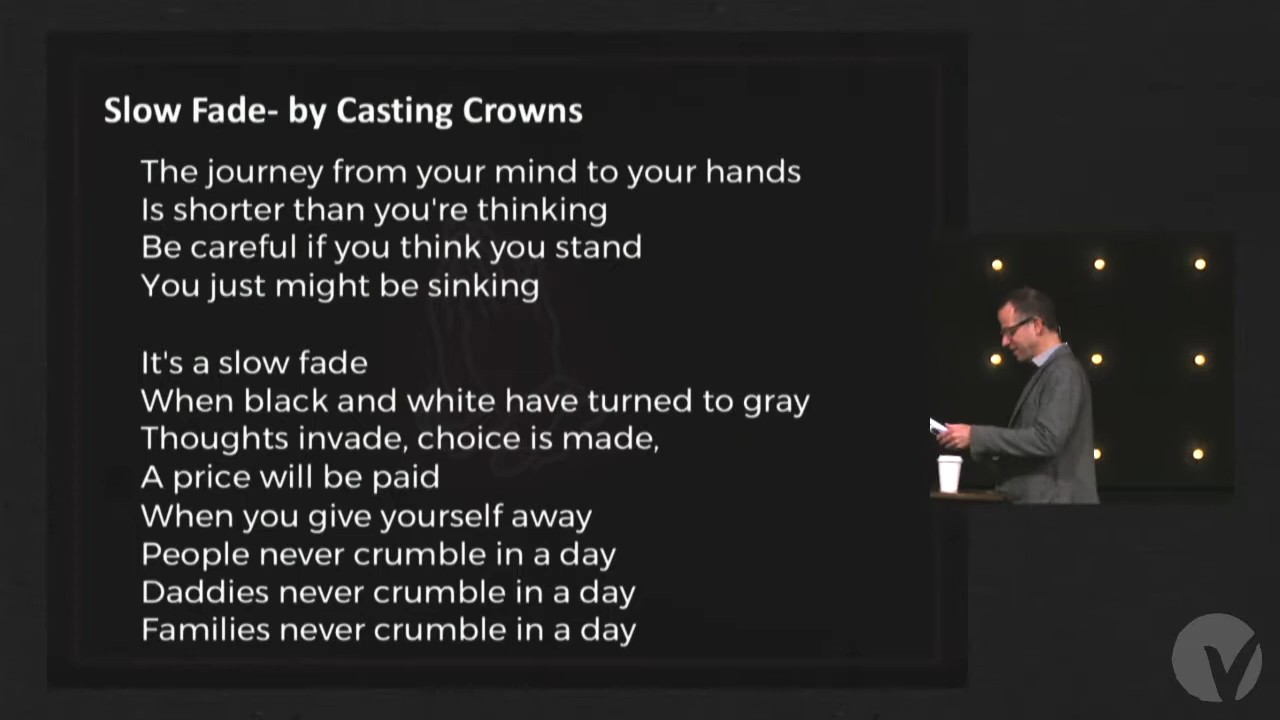 Slow Fade- by Casting Crowns
The journey from your mind to your hands
Is shorter than you're thinking
Be careful if you think you stand
You just might be sinking
It's a slow fade
When black and white have turned to gray
Thoughts invade, choice is made,
A price will be paid
When you give yourself away
People never crumble in a day
Daddies never crumble in a day
Families never crumble in a day